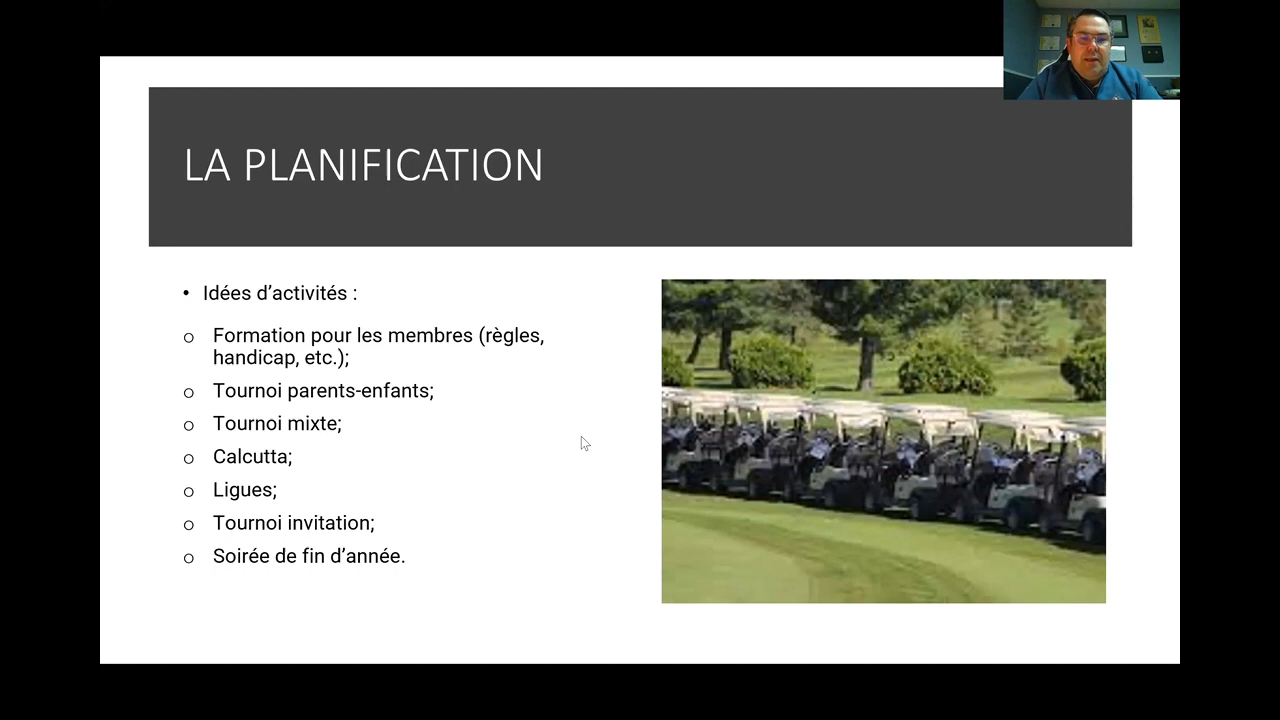 LA PLANIFICATION
• Idées d’activités :
o Formation pour les membres (règles,
handicap, etc.);
o Tournoi parents-enfants;
o Tournoi mixte;
o Calcutta;
o Ligues;
o Tournoi invitation;
o Soirée de fin d’année.